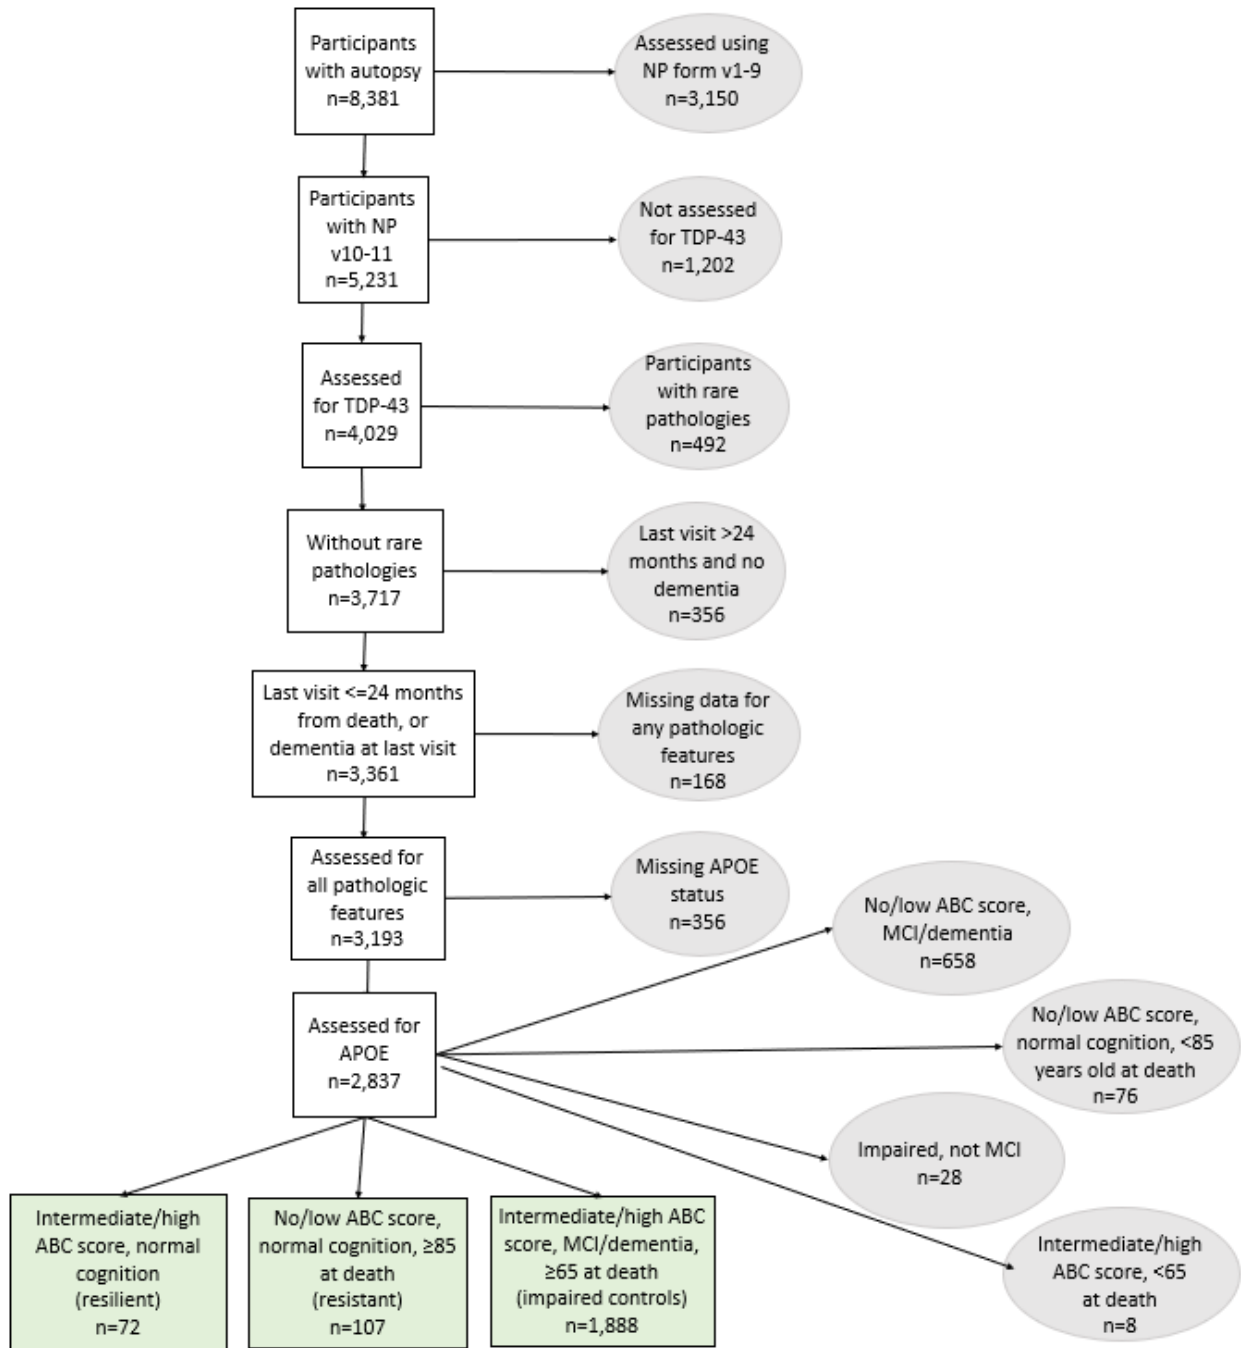 Participants
with autopsy
n=8,381
Assessed using
NP form v1-9
n=3,150
Participants
with NP
v10-11
n=5,231
Not assessed
for TDP-43
n=1,202
Assessed
for TDP-43
n=4,029
Participants
with rare
pathologies
n=492
Without rare
pathologies
n=3,717
Last visit >24
months and no
dementia
n=356
Last visit <=24 months
from death, or
dementia at last visit
n=3,361
Missing data for
any pathologic
features
n=168
Assessed for
all pathologic
features
n=3,193
Missing APOE
status
n=356
No/low ABC score,
MCI/dementia
n=658
Assessed for
APOE
n=2,837
No/low ABC score,
normal cognition, <85
years old at death
n=76
Impaired, not MCI
n=28
Intermediate/high
ABC score, <65
at death
n=8
Intermediate/high
ABC score, normal
cognition
(resilient)
n=72
No/low ABC score,
normal cognition, ≥85
at death
(resistant)
n=107
Intermediate/high ABC
score, MCI/dementia,
≥65 at death
(impaired controls)
n=1,888